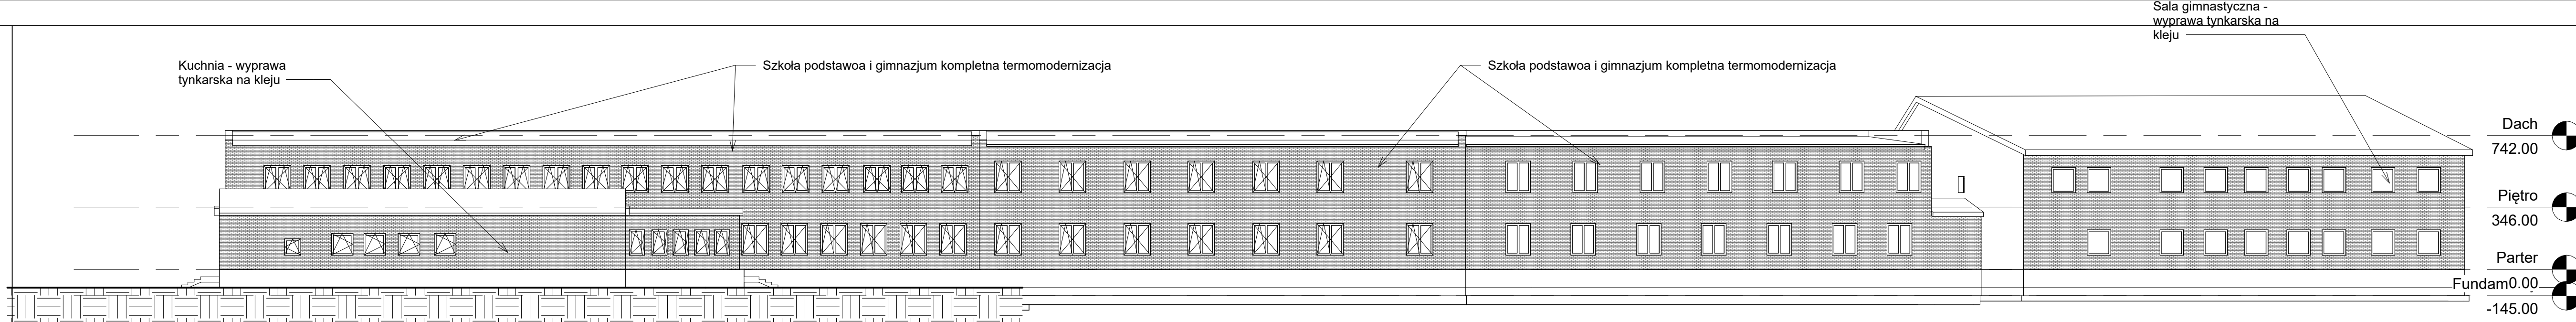 Sala gimnastyczna -
wyprawa tynkarska na
kleju
Kuchnia - wyprawa
tynkarska na kleju
Szkoła podstawoa i gimnazjum kompletna termomodernizacja
Szkoła podstawoa i gimnazjum kompletna termomodernizacja
Dach
742.00
Piętro
346.00
Parter
Fundam0.00
-145.00